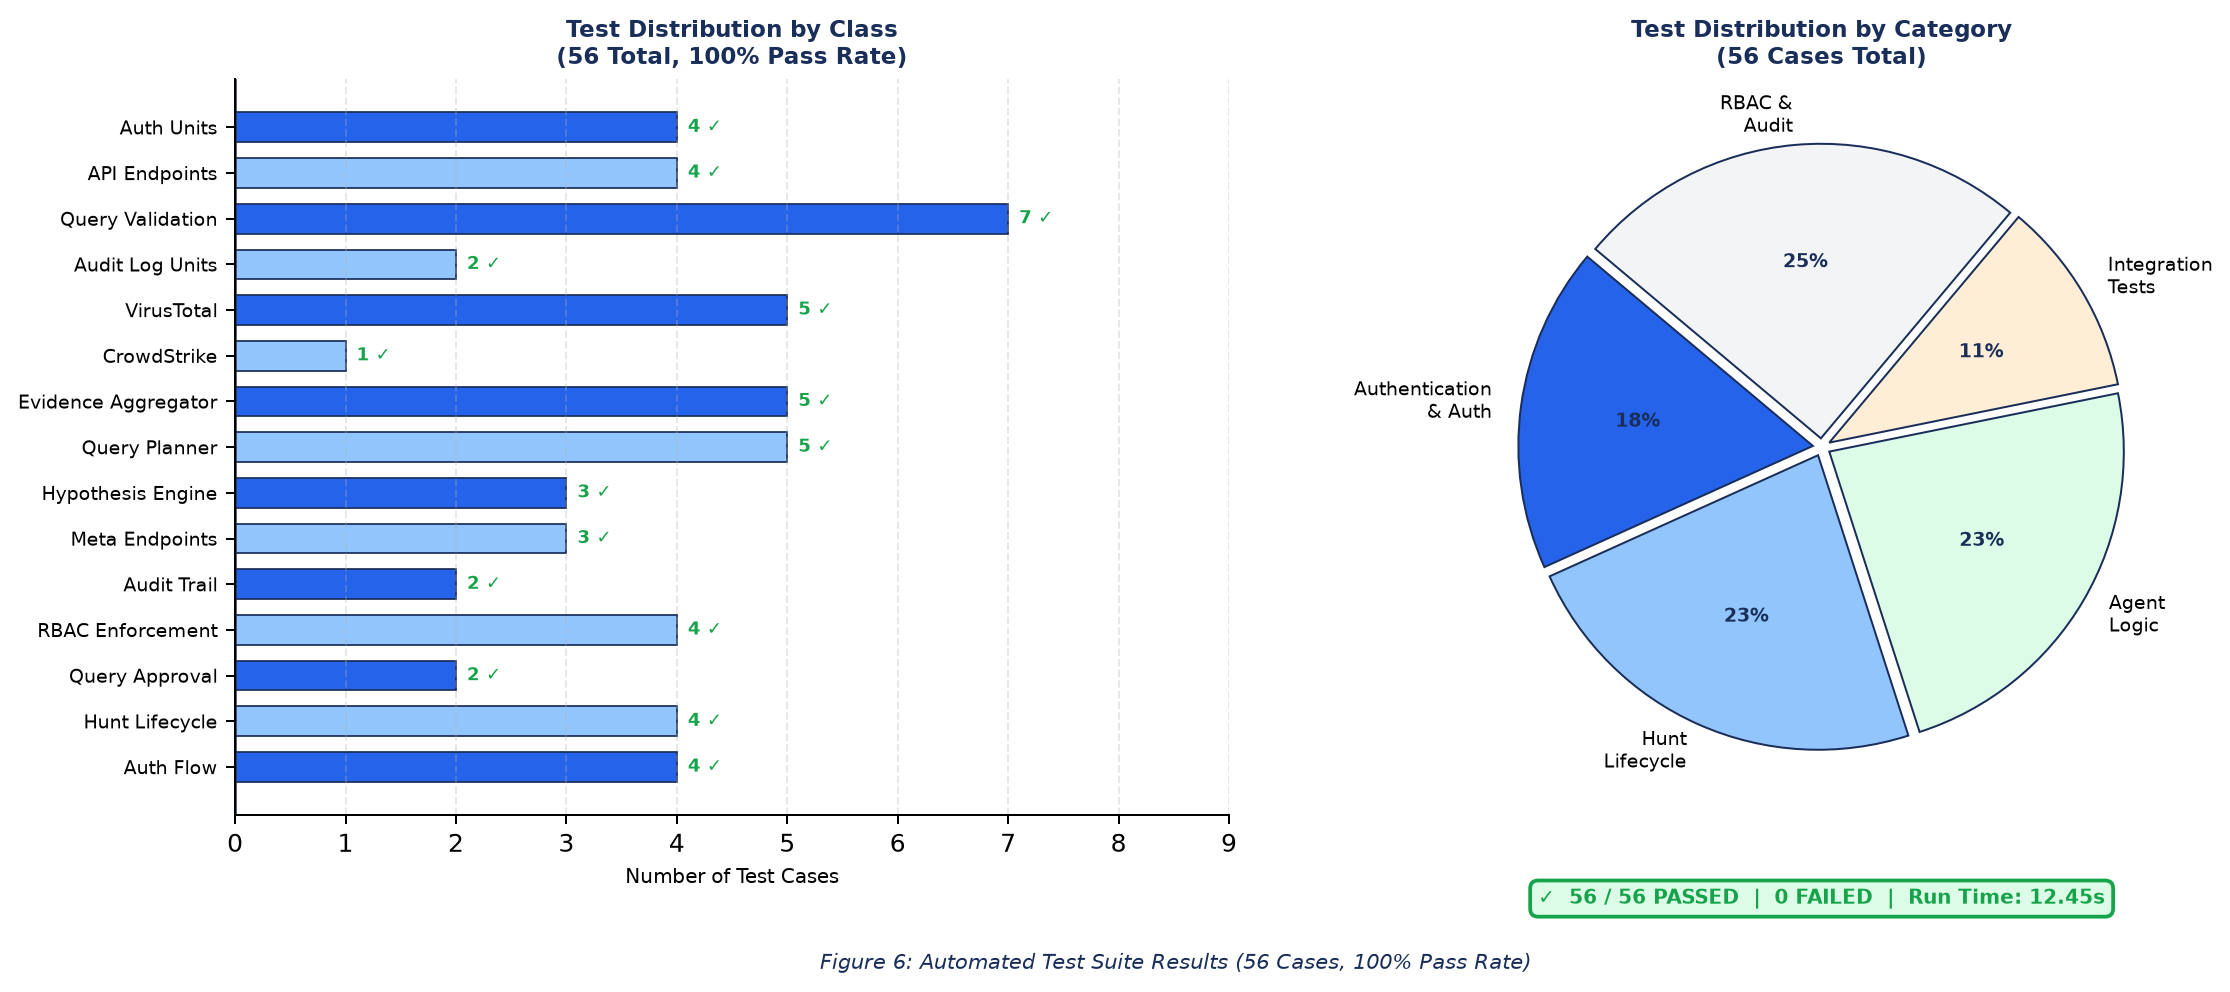 Test Distribution by Class
(56 Total, 100% Pass Rate)
Auth Units
4 ✓
API Endpoints
4 ✓
Query Validation
7 ✓
Audit Log Units
2 ✓
VirusTotal
5 ✓
CrowdStrike
1 ✓
Evidence Aggregator
5 ✓
Query Planner
5 ✓
Hypothesis Engine
3 ✓
Meta Endpoints
3 ✓
Audit Trail
2 ✓
RBAC Enforcement
4 ✓
Query Approval
2 ✓
Hunt Lifecycle
4 ✓
Auth Flow
4 ✓
0 1 2 3 4 5 6 7 8 9
Number of Test Cases
Test Distribution by Category
(56 Cases Total)
RBAC &
Audit
25%
Integration
Tests
11%
Authentication
& Auth
18%
Agent
Logic
23%
Hunt
Lifecycle
23%
✓ 56 / 56 PASSED | 0 FAILED | Run Time: 12.45s
Figure 6: Automated Test Suite Results (56 Cases, 100% Pass Rate)